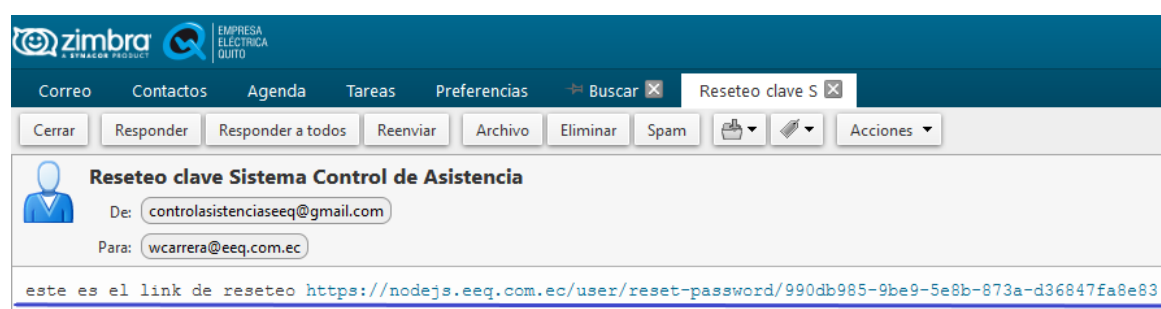 zimbra
A SYNACOR PRODUCT
EMPRESA
ELÉCTRICA
QUITO
Correo Contactos Agenda Tareas Preferencias Buscar Reseteo clave S
Cerrar Responder Responder a todos Reenviar Archivo Eliminar Spam Acciones
Reseteo clave Sistema Control de Asistencia
De: controlasistenciaseeq@gmail.com
Para: wcarrera@eeq.com.ec
este es el link de reseteo https://nodejs.eeq.com.ec/user/reset-password/990db985-9be9-5e8b-873a-d36847fa8e83